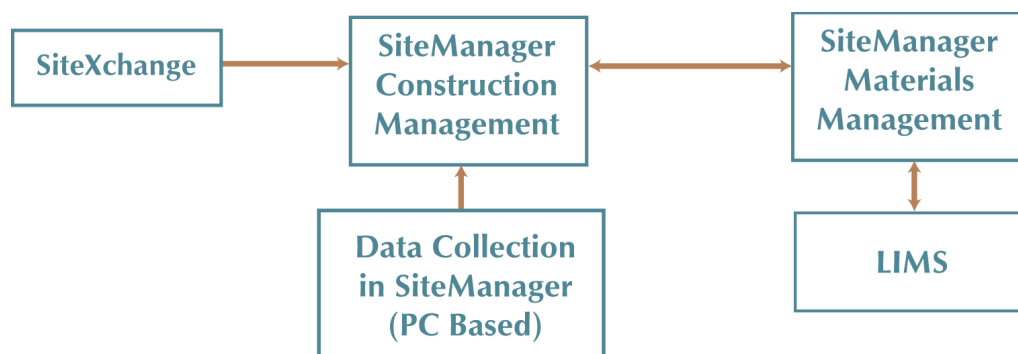 SiteXchange
SiteManager
Construction
Management
SiteManager
Materials
Management
Data Collection
in SiteManager
(PC Based)
LIMS